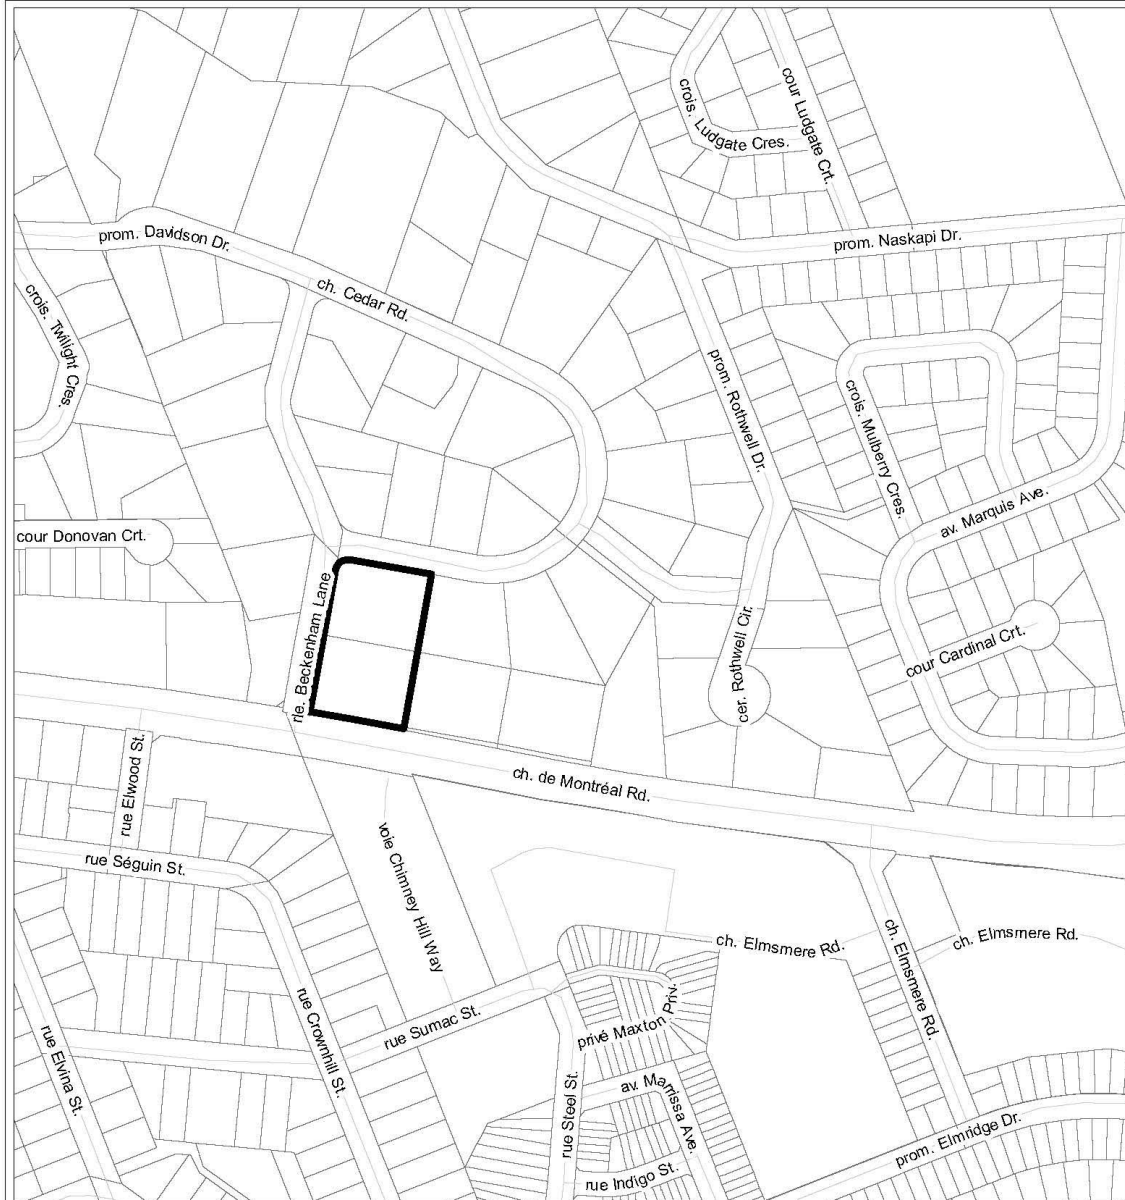 cour Ludgate Crt.
crois. Ludgate Cres.
prom. Davidson Dr.
prom. Naskapi Dr.
ch. Cedar Rd.
crois. Twilight Cres.
prom. Rothwell Dr.
crois. Mulberry Cres.
av. Marquis Ave.
cour Donovan Crt.
rle. Beckenham Lane
cer. Rothwell Cir.
cour Cardinal Crt.
ch. de Montréal Rd.
rue Elwood St.
rue Séguin St.
voie Chimney Hill Way
ch. Elmsmere Rd.
ch. Elmsmere Rd.
ch. Elmsmere Rd.
rue Crownhill St.
rue Sumac St.
privé Maxton Priv.
rue Elvina St.
av. Marrissa Ave.
rue Steel St.
prom. Elmridge Dr.
rue Indigo St.